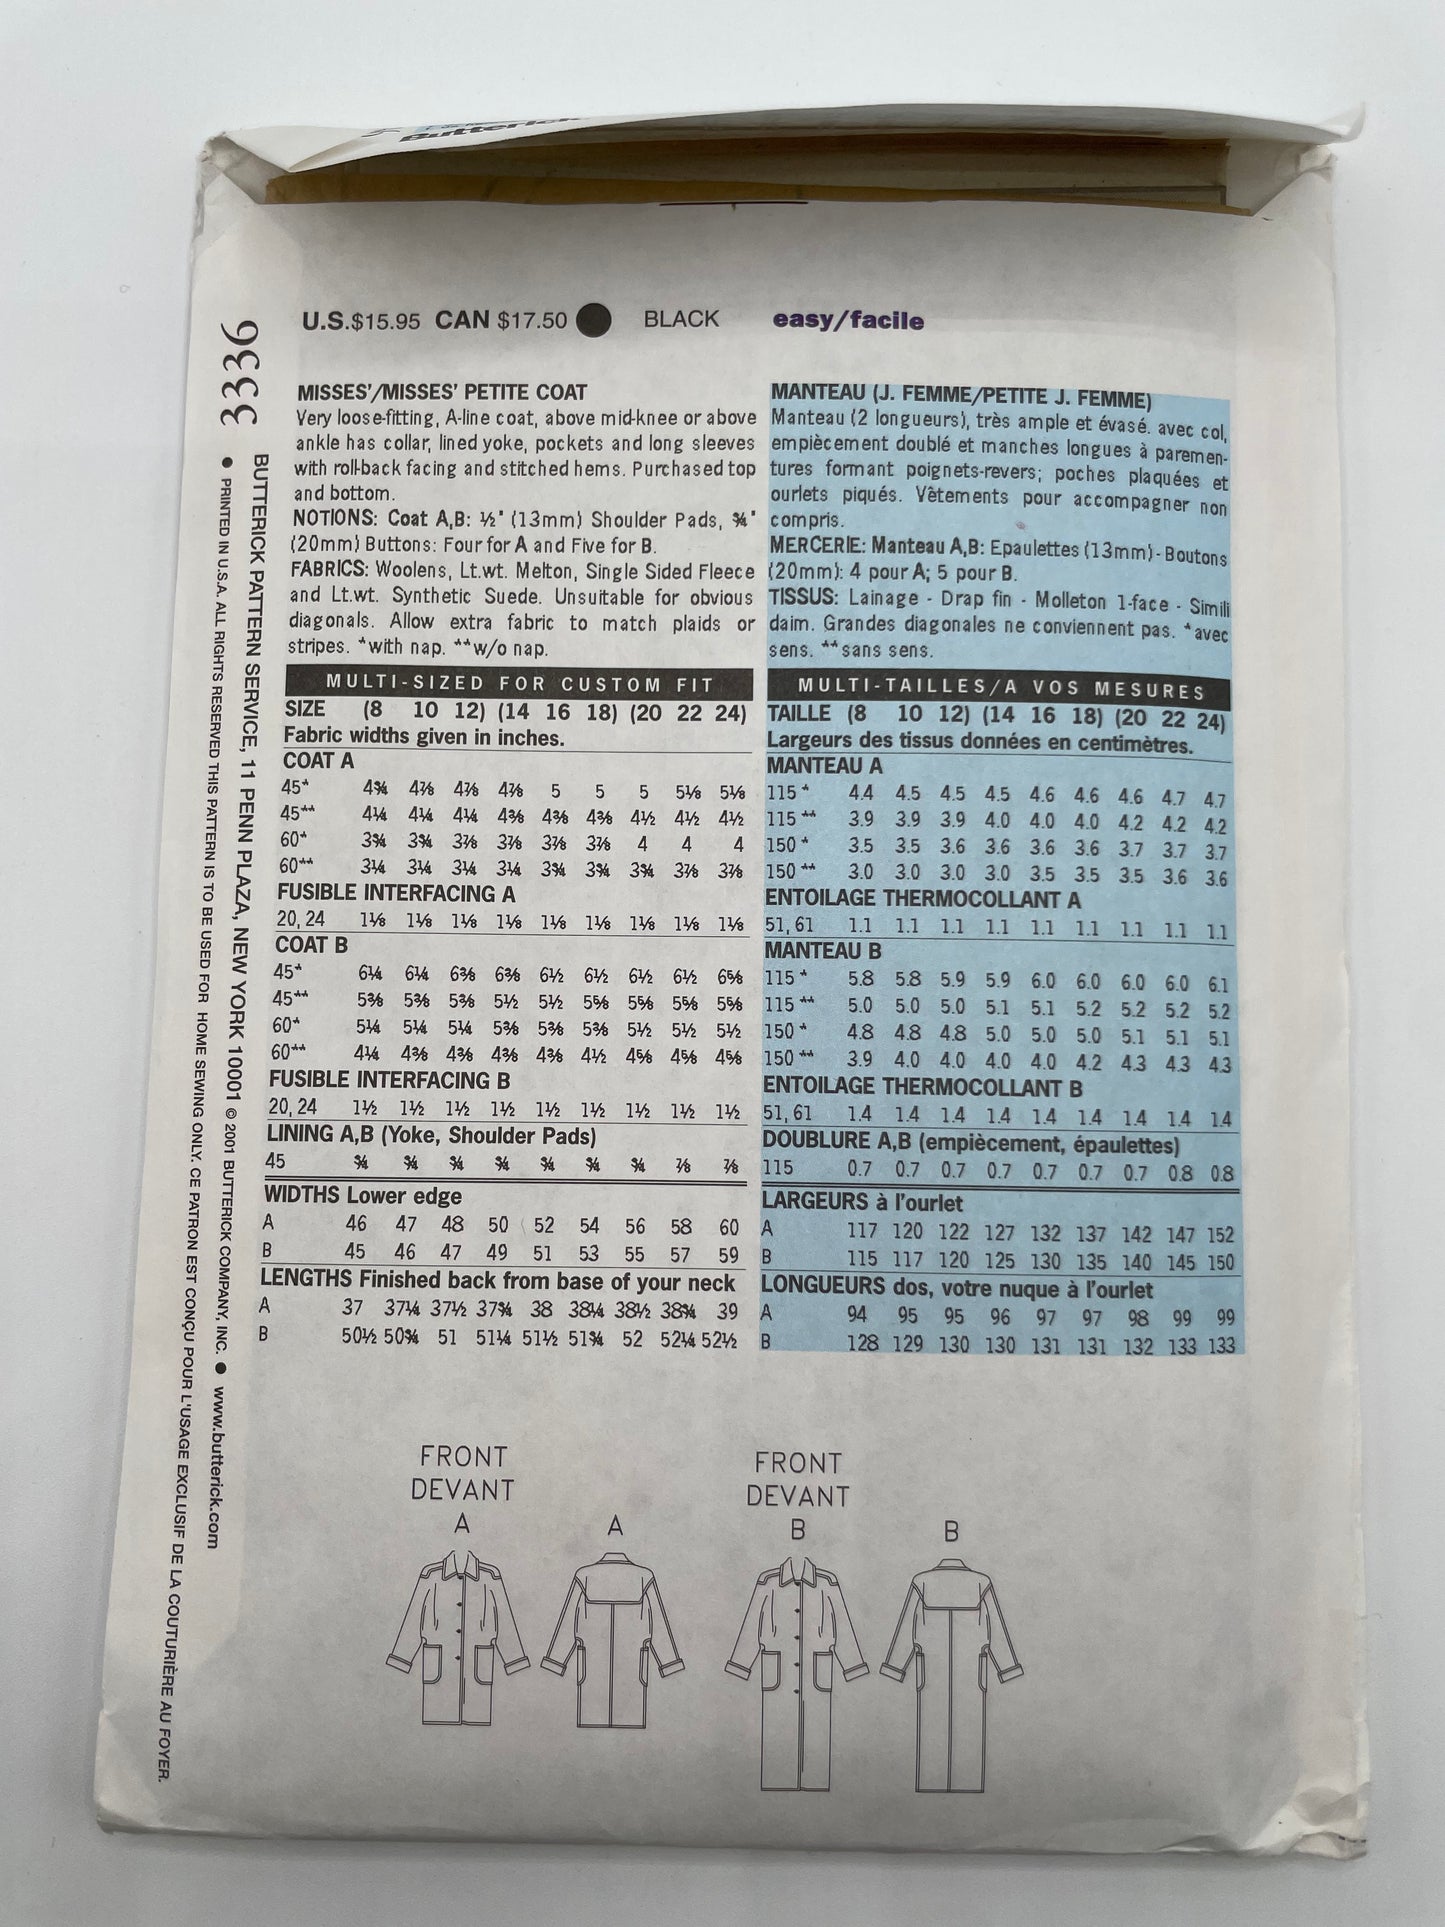 Butterick
U.S.$15.95 CAN $17.50 BLACK easy/facile
3336
BUTTERICK PATTERN SERVICE, 11 PENN PLAZA, NEW YORK 10001 © 2001 BUTTERICK COMPANY, INC. ● www.butterick.com
● PRINTED IN U.S.A. ALL RIGHTS RESERVED THIS PATTERN IS TO BE USED FOR HOME SEWING ONLY. CE PATRON EST CONÇU POUR L'USAGE EXCLUSIF DE LA COUTURIÈRE AU FOYER.
MISSES'/MISSES' PETITE COAT
Very loose-fitting, A-line coat, above mid-knee or above
ankle has collar, lined yoke, pockets and long sleeves
with roll-back facing and stitched hems. Purchased top
and bottom.
NOTIONS: Coat A,B: ½" (13mm) Shoulder Pads, ¾"
(20mm) Buttons: Four for A and Five for B.
FABRICS: Woolens, Lt.wt. Melton, Single Sided Fleece
and Lt.wt. Synthetic Suede. Unsuitable for obvious
diagonals. Allow extra fabric to match plaids or
stripes. *with nap. **w/o nap.
MULTI-SIZED FOR CUSTOM FIT
SIZE (8 10 12) (14 16 18) (20 22 24)
Fabric widths given in inches.
COAT A
45* 4¾ 4⅞ 4⅞ 4⅞ 5 5 5 5⅛ 5⅛
45** 4¼ 4¼ 4¼ 4⅜ 4⅜ 4⅜ 4½ 4½ 4½
60* 3¾ 3¾ 3⅞ 3⅞ 3⅞ 3⅞ 4 4 4
60** 3¼ 3¼ 3¼ 3¼ 3¾ 3¾ 3¾ 3⅞ 3⅞
FUSIBLE INTERFACING A
20, 24 1⅛ 1⅛ 1⅛ 1⅛ 1⅛ 1⅛ 1⅛ 1⅛ 1⅛
COAT B
45* 6¼ 6¼ 6⅜ 6⅜ 6½ 6½ 6½ 6½ 6⅝
45** 5⅜ 5⅜ 5⅜ 5½ 5½ 5⅝ 5⅝ 5⅝ 5⅝
60* 5¼ 5¼ 5¼ 5⅜ 5⅜ 5⅜ 5½ 5½ 5½
60** 4¼ 4⅜ 4⅜ 4⅜ 4⅜ 4½ 4⅝ 4⅝ 4⅝
FUSIBLE INTERFACING B
20, 24 1½ 1½ 1½ 1½ 1½ 1½ 1½ 1½ 1½
LINING A,B (Yoke, Shoulder Pads)
45 ¾ ¾ ¾ ¾ ¾ ¾ ¾ ⅞ ⅞
WIDTHS Lower edge
A 46 47 48 50 52 54 56 58 60
B 45 46 47 49 51 53 55 57 59
LENGTHS Finished back from base of your neck
A 37 37¼ 37½ 37¾ 38 38¼ 38½ 38¾ 39
B 50½ 50¾ 51 51¼ 51½ 51¾ 52 52¼ 52½
MANTEAU (J. FEMME/PETITE J. FEMME)
Manteau (2 longueurs), très ample et évasé. avec col,
empiècement doublé et manches longues à paremen-
tures formant poignets-revers; poches plaquées et
ourlets piqués. Vêtements pour accompagner non
compris.
MERCERIE: Manteau A,B: Epaulettes (13mm)-Boutons
(20mm): 4 pour A; 5 pour B.
TISSUS: Lainage - Drap fin - Molleton 1-face - Simili
daim. Grandes diagonales ne conviennent pas. *avec
sens. **sans sens.
MULTI-TAILLES/A VOS MESURES
TAILLE (8 10 12) (14 16 18) (20 22 24)
Largeurs des tissus données en centimètres.
MANTEAU A
115* 4.4 4.5 4.5 4.5 4.6 4.6 4.6 4.7 4.7
115** 3.9 3.9 3.9 4.0 4.0 4.0 4.2 4.2 4.2
150* 3.5 3.5 3.6 3.6 3.6 3.6 3.7 3.7 3.7
150** 3.0 3.0 3.0 3.0 3.5 3.5 3.5 3.6 3.6
ENTOILAGE THERMOCOLLANT A
51, 61 1.1 1.1 1.1 1.1 1.1 1.1 1.1 1.1 1.1
MANTEAU B
115* 5.8 5.8 5.9 5.9 6.0 6.0 6.0 6.0 6.1
115** 5.0 5.0 5.0 5.1 5.1 5.2 5.2 5.2 5.2
150* 4.8 4.8 4.8 5.0 5.0 5.0 5.1 5.1 5.1
150** 3.9 4.0 4.0 4.0 4.0 4.2 4.3 4.3 4.3
ENTOILAGE THERMOCOLLANT B
51, 61 1.4 1.4 1.4 1.4 1.4 1.4 1.4 1.4 1.4
DOUBLURE A,B (empiècement, épaulettes)
115 0.7 0.7 0.7 0.7 0.7 0.7 0.7 0.8 0.8
LARGEURS à l'ourlet
A 117 120 122 127 132 137 142 147 152
B 115 117 120 125 130 135 140 145 150
LONGUEURS dos, votre nuque à l'ourlet
A 94 95 95 96 97 97 98 99 99
B 128 129 130 130 131 131 132 133 133
FRONT
DEVANT
A A
FRONT
DEVANT
B B